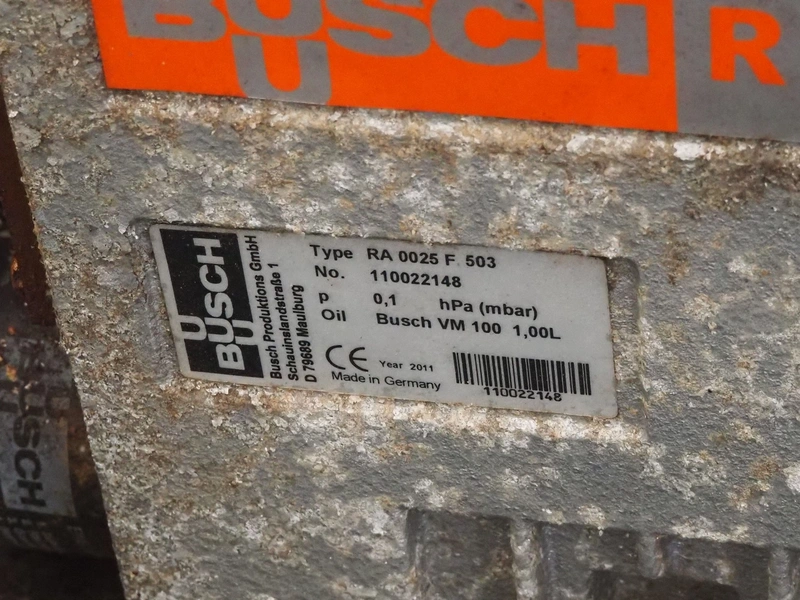 BUSCH
U
R
U
BUSCH
U
Busch Produktions GmbH
Schauinslandstraße 1
D 79689 Maulburg
Type RA 0025 F. 503
No. 110022148
p 0,1 hPa (mbar)
Oil Busch VM 100 1,00L
CE Year 2011
Made in Germany
110022148
BUSCH